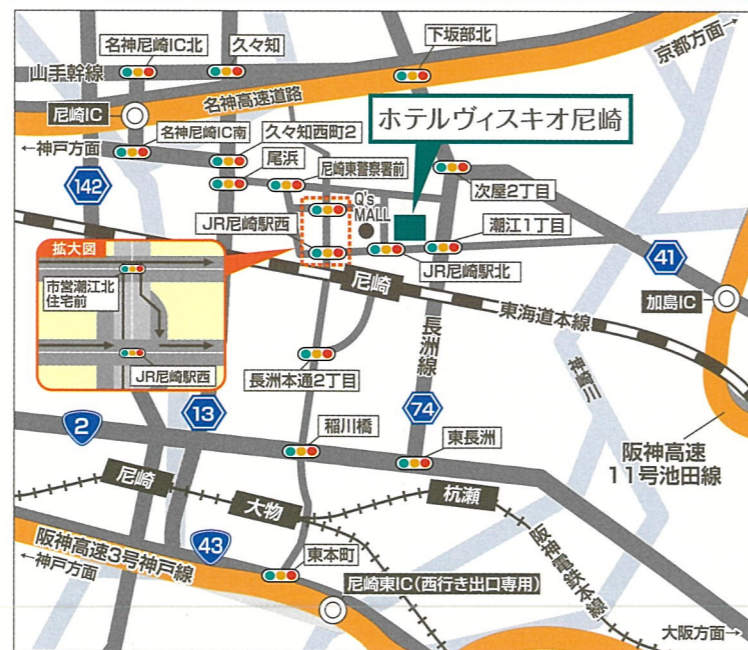 名神尼崎IC北
久々知
下坂部北
京都方面→
山手幹線
名神高速道路
尼崎IC
ホテルヴィスキオ尼崎
←神戸方面
名神尼崎IC南
久々知西町2
尾浜
尼崎東警察署前
次屋2丁目
142
Q's
MALL
JR尼崎駅西
潮江1丁目
JR尼崎駅北
41
拡大図
市営潮江北
住宅前
JR尼崎駅西
尼崎
東海道本線
加島IC
長洲線
神崎川
長洲本通2丁目
13
74
2
稲川橋
東長洲
阪神高速
11号池田線
尼崎
大物
杭瀬
阪神電鉄本線
43
阪神高速3号神戸線
←神戸方面
東本町
尼崎東IC(西行き出口専用)
大阪方面→